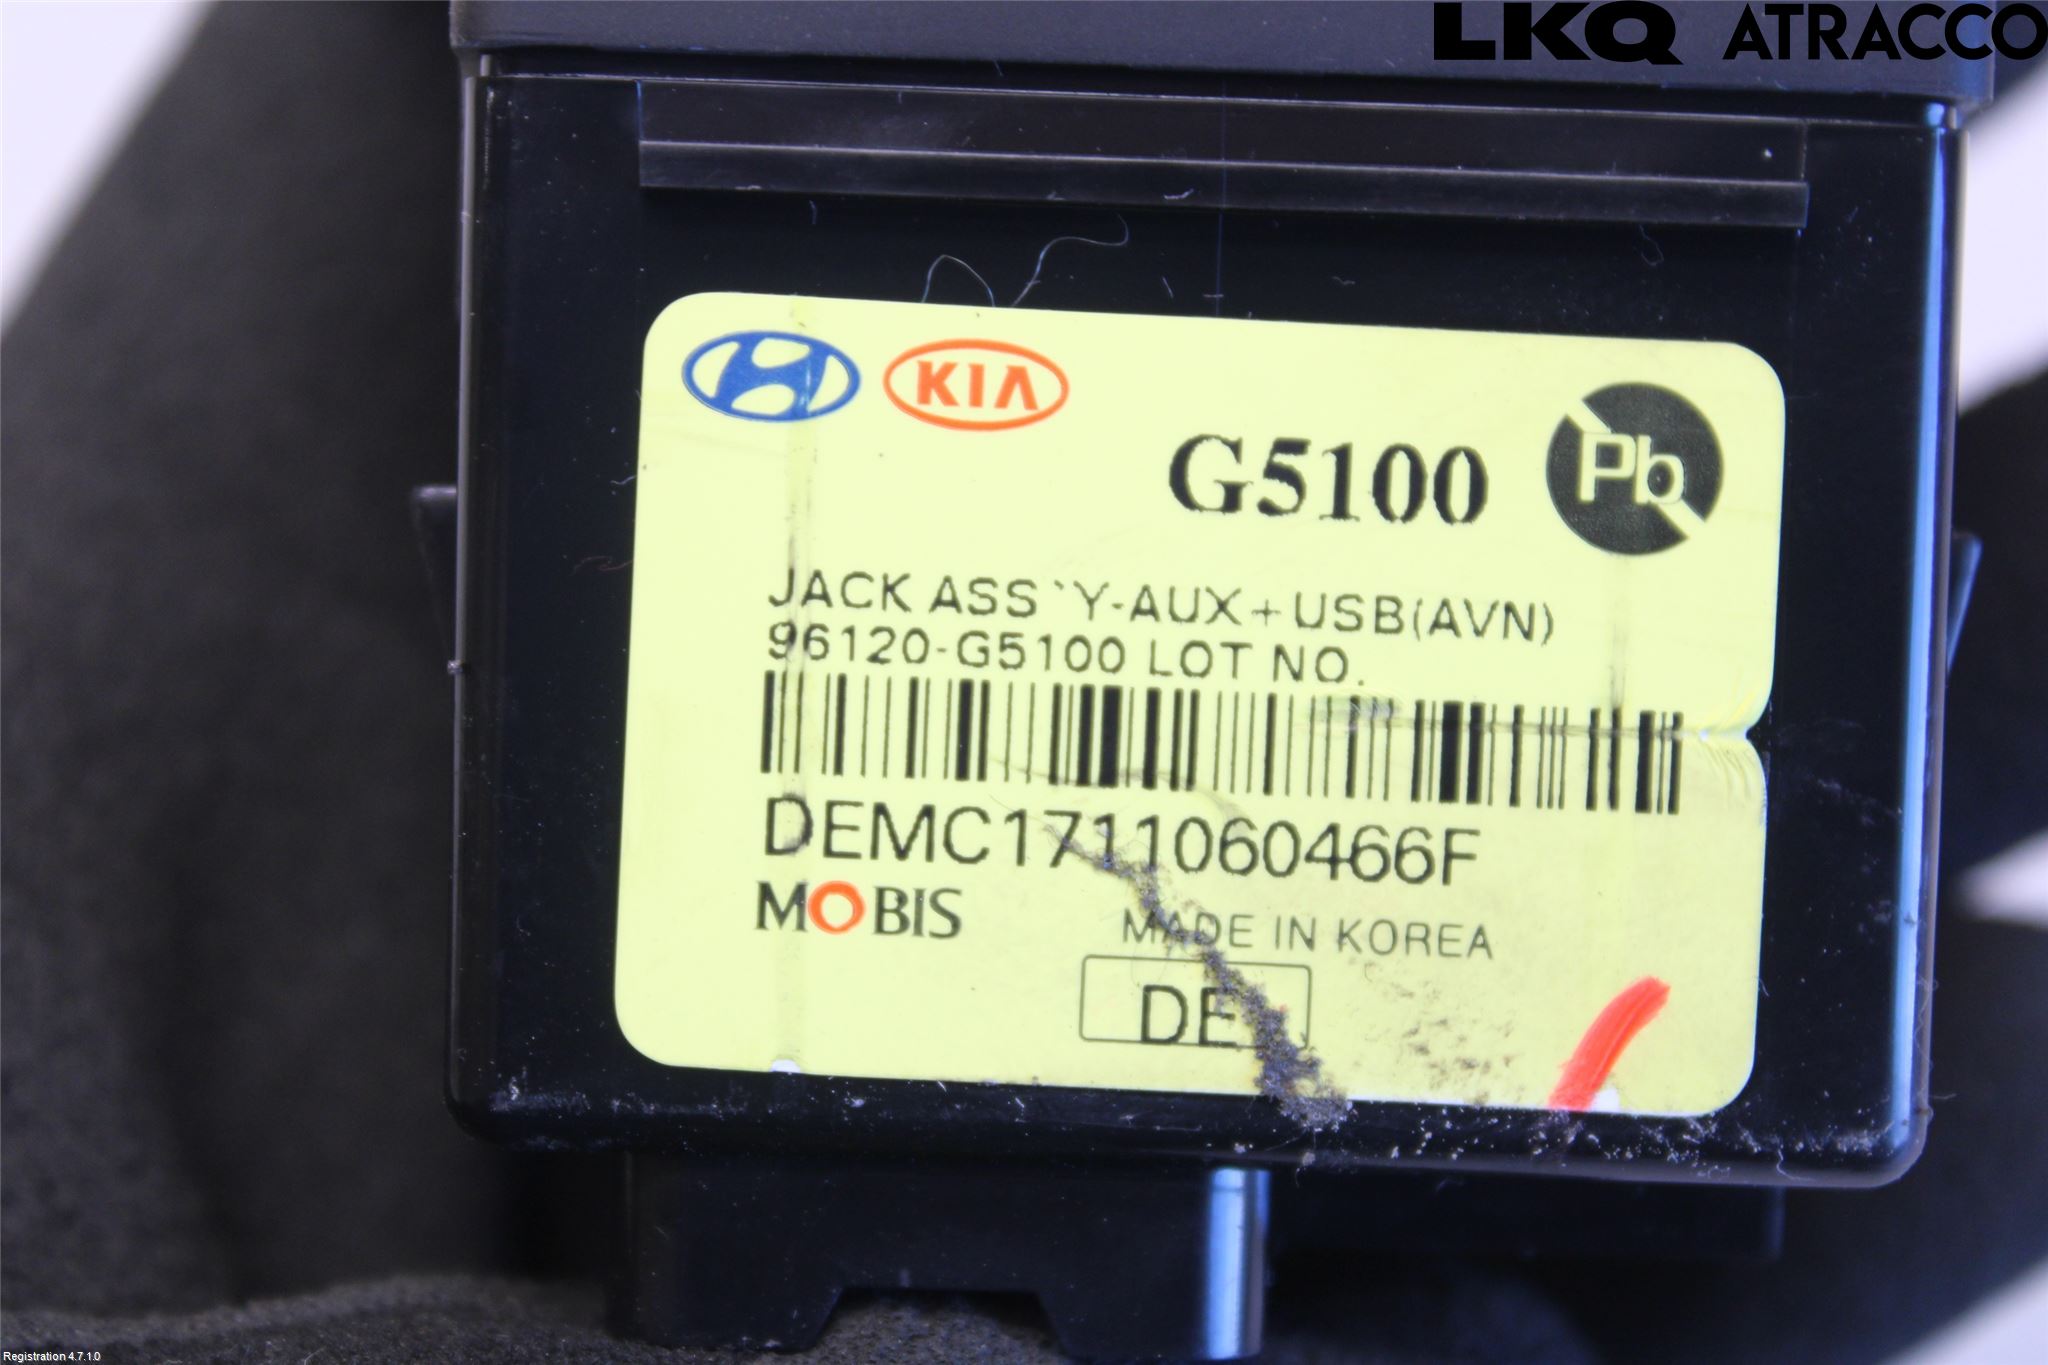 LKQ ATRACCO
KIA
G5100
Pb
JACK ASS`Y-AUX+USB(AVN)
96120-G5100 LOT NO.
DEMC1711060466F
MOBIS
MADE IN KOREA
DE
Registration 4.7.1.0